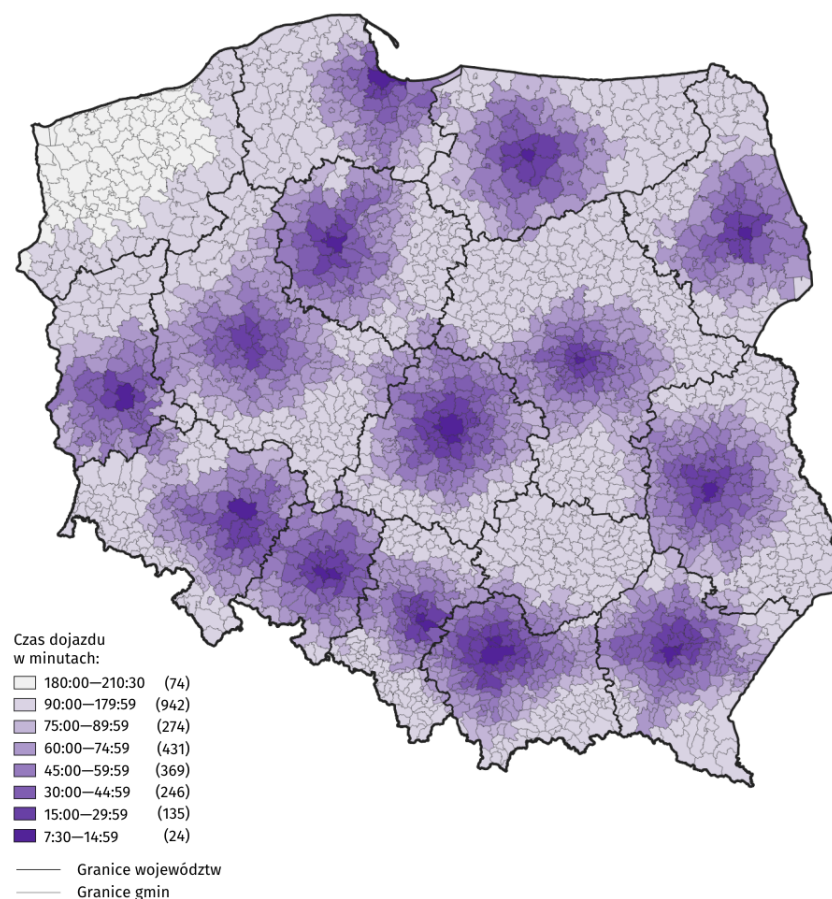 Czas dojazdu
w minutach:
180:00—210:30 (74)
90:00—179:59 (942)
75:00—89:59 (274)
60:00—74:59 (431)
45:00—59:59 (369)
30:00—44:59 (246)
15:00—29:59 (135)
7:30—14:59 (24)
Granice województw
Granice gmin